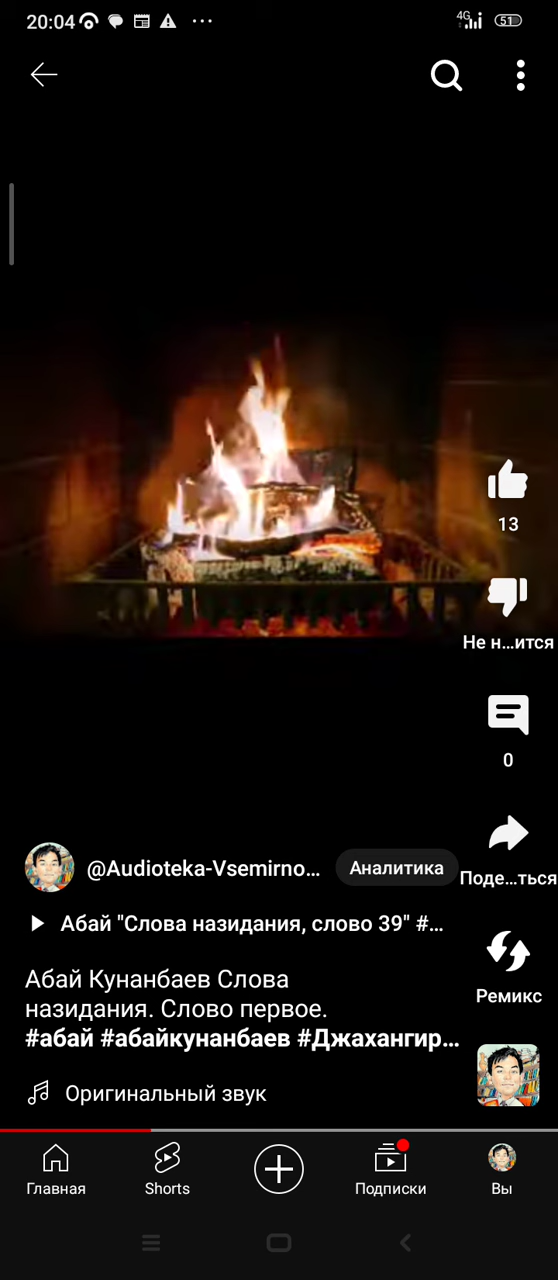 20:04
4G
51
13
Не н...ится
0
@Audioteka-Vsemirno...
Аналитика
Поде...ться
Абай "Слова назидания, слово 39" #...
Ремикс
Абай Кунанбаев Слова
назидания. Слово первое.
#абай #абайкунанбаев #Джахангир...
Оригинальный звук
Главная
Shorts
Подписки
Вы